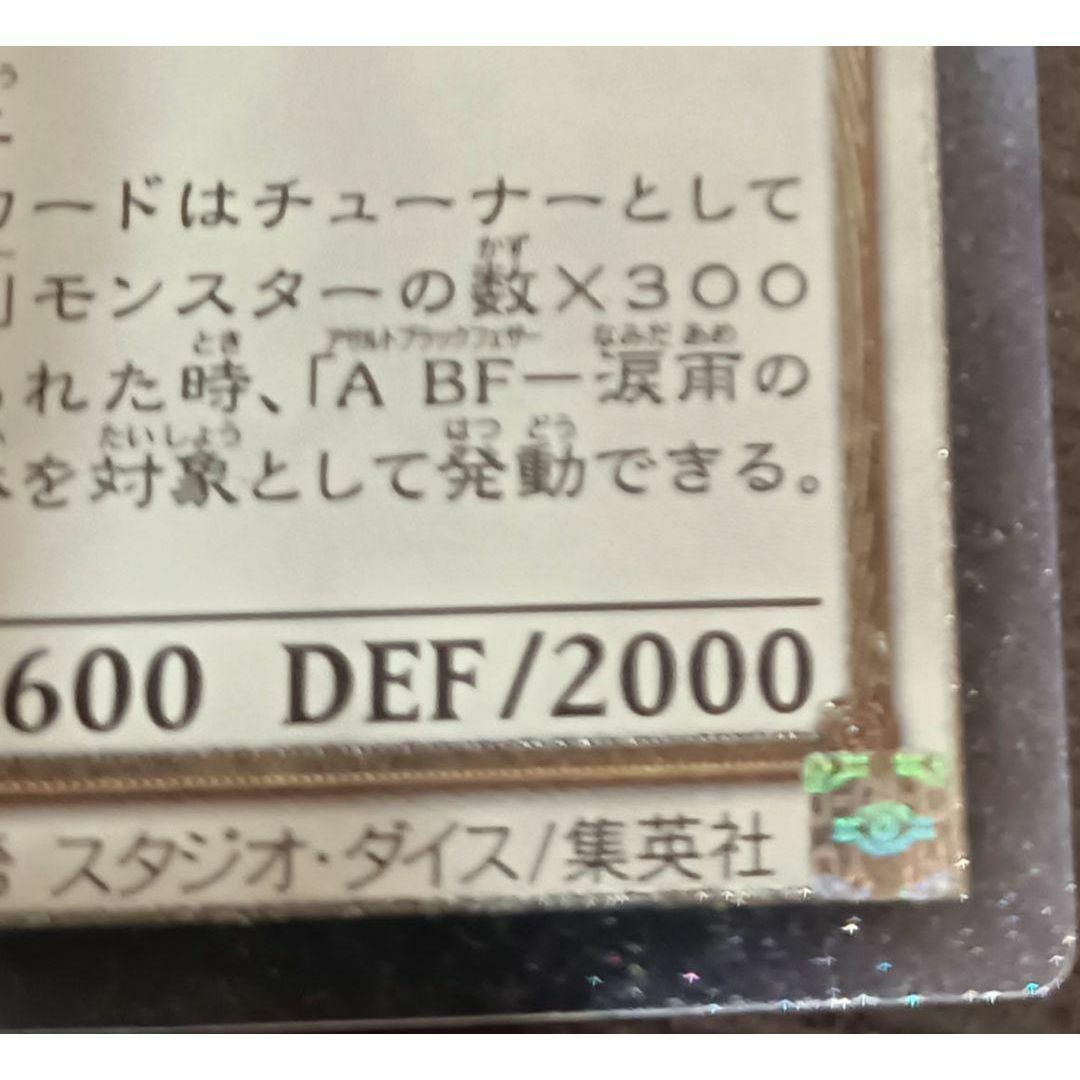 ードはチューナーとして
」モンスターの数×３００
れた時、「A BF－涙雨の
を対象として発動できる。
600 DEF/2000
スタジオ・ダイス/集英社